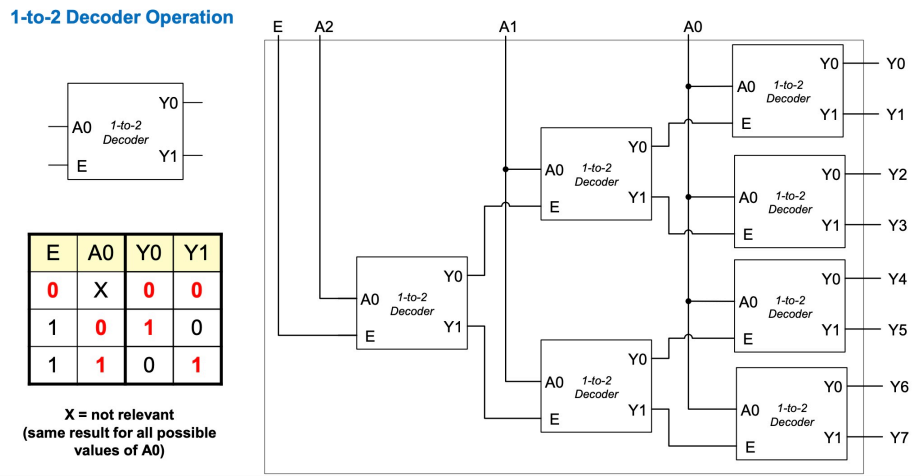 1-to-2 Decoder Operation
Y0
A0
1-to-2
Decoder
Y1
E
E A0 Y0 Y1
0 X 0 0
1 0 1 0
1 1 0 1
X = not relevant
(same result for all possible
values of A0)
E A2 A1 A0
A0
1-to-2
Decoder
E
Y0
Y1
A0
1-to-2
Decoder
E
Y0
Y1
A0
1-to-2
Decoder
E
Y0
Y1
A0
1-to-2
Decoder
E
Y0
Y1
Y0
Y1
A0
1-to-2
Decoder
E
Y0
Y1
Y2
Y3
A0
1-to-2
Decoder
E
Y0
Y1
Y4
Y5
A0
1-to-2
Decoder
E
Y0
Y1
Y6
Y7